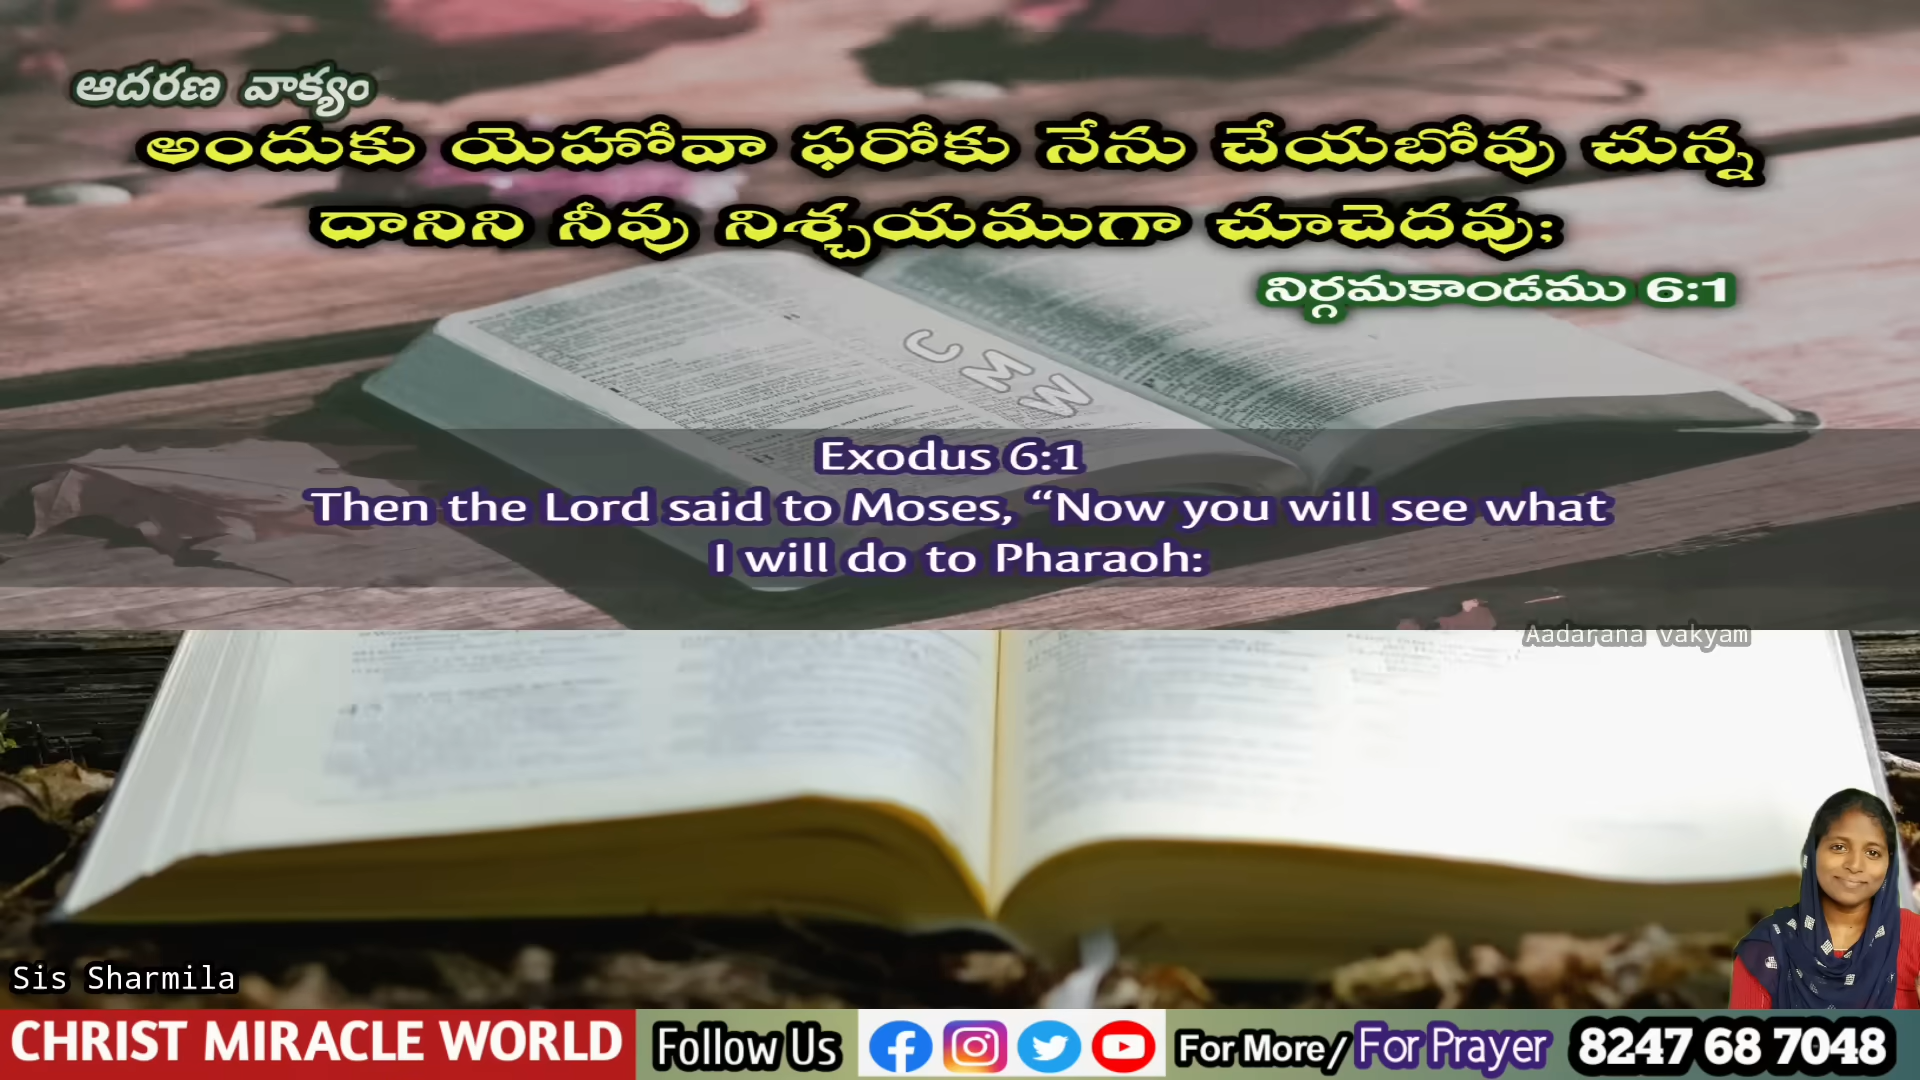 ఆదరణ వాక్యం
అందుకు యెహోవా ఫరోకు నేను చేయబోవు చున్న
దానిని నీవు నిశ్చయముగా చూచెదవు;
నిర్గమకాండము 6:1
C M W
Exodus 6:1
Then the Lord said to Moses, “Now you will see what
I will do to Pharaoh:
Aadarana vakyam
Sis Sharmila
CHRIST MIRACLE WORLD Follow Us For More/ For Prayer 8247 68 7048